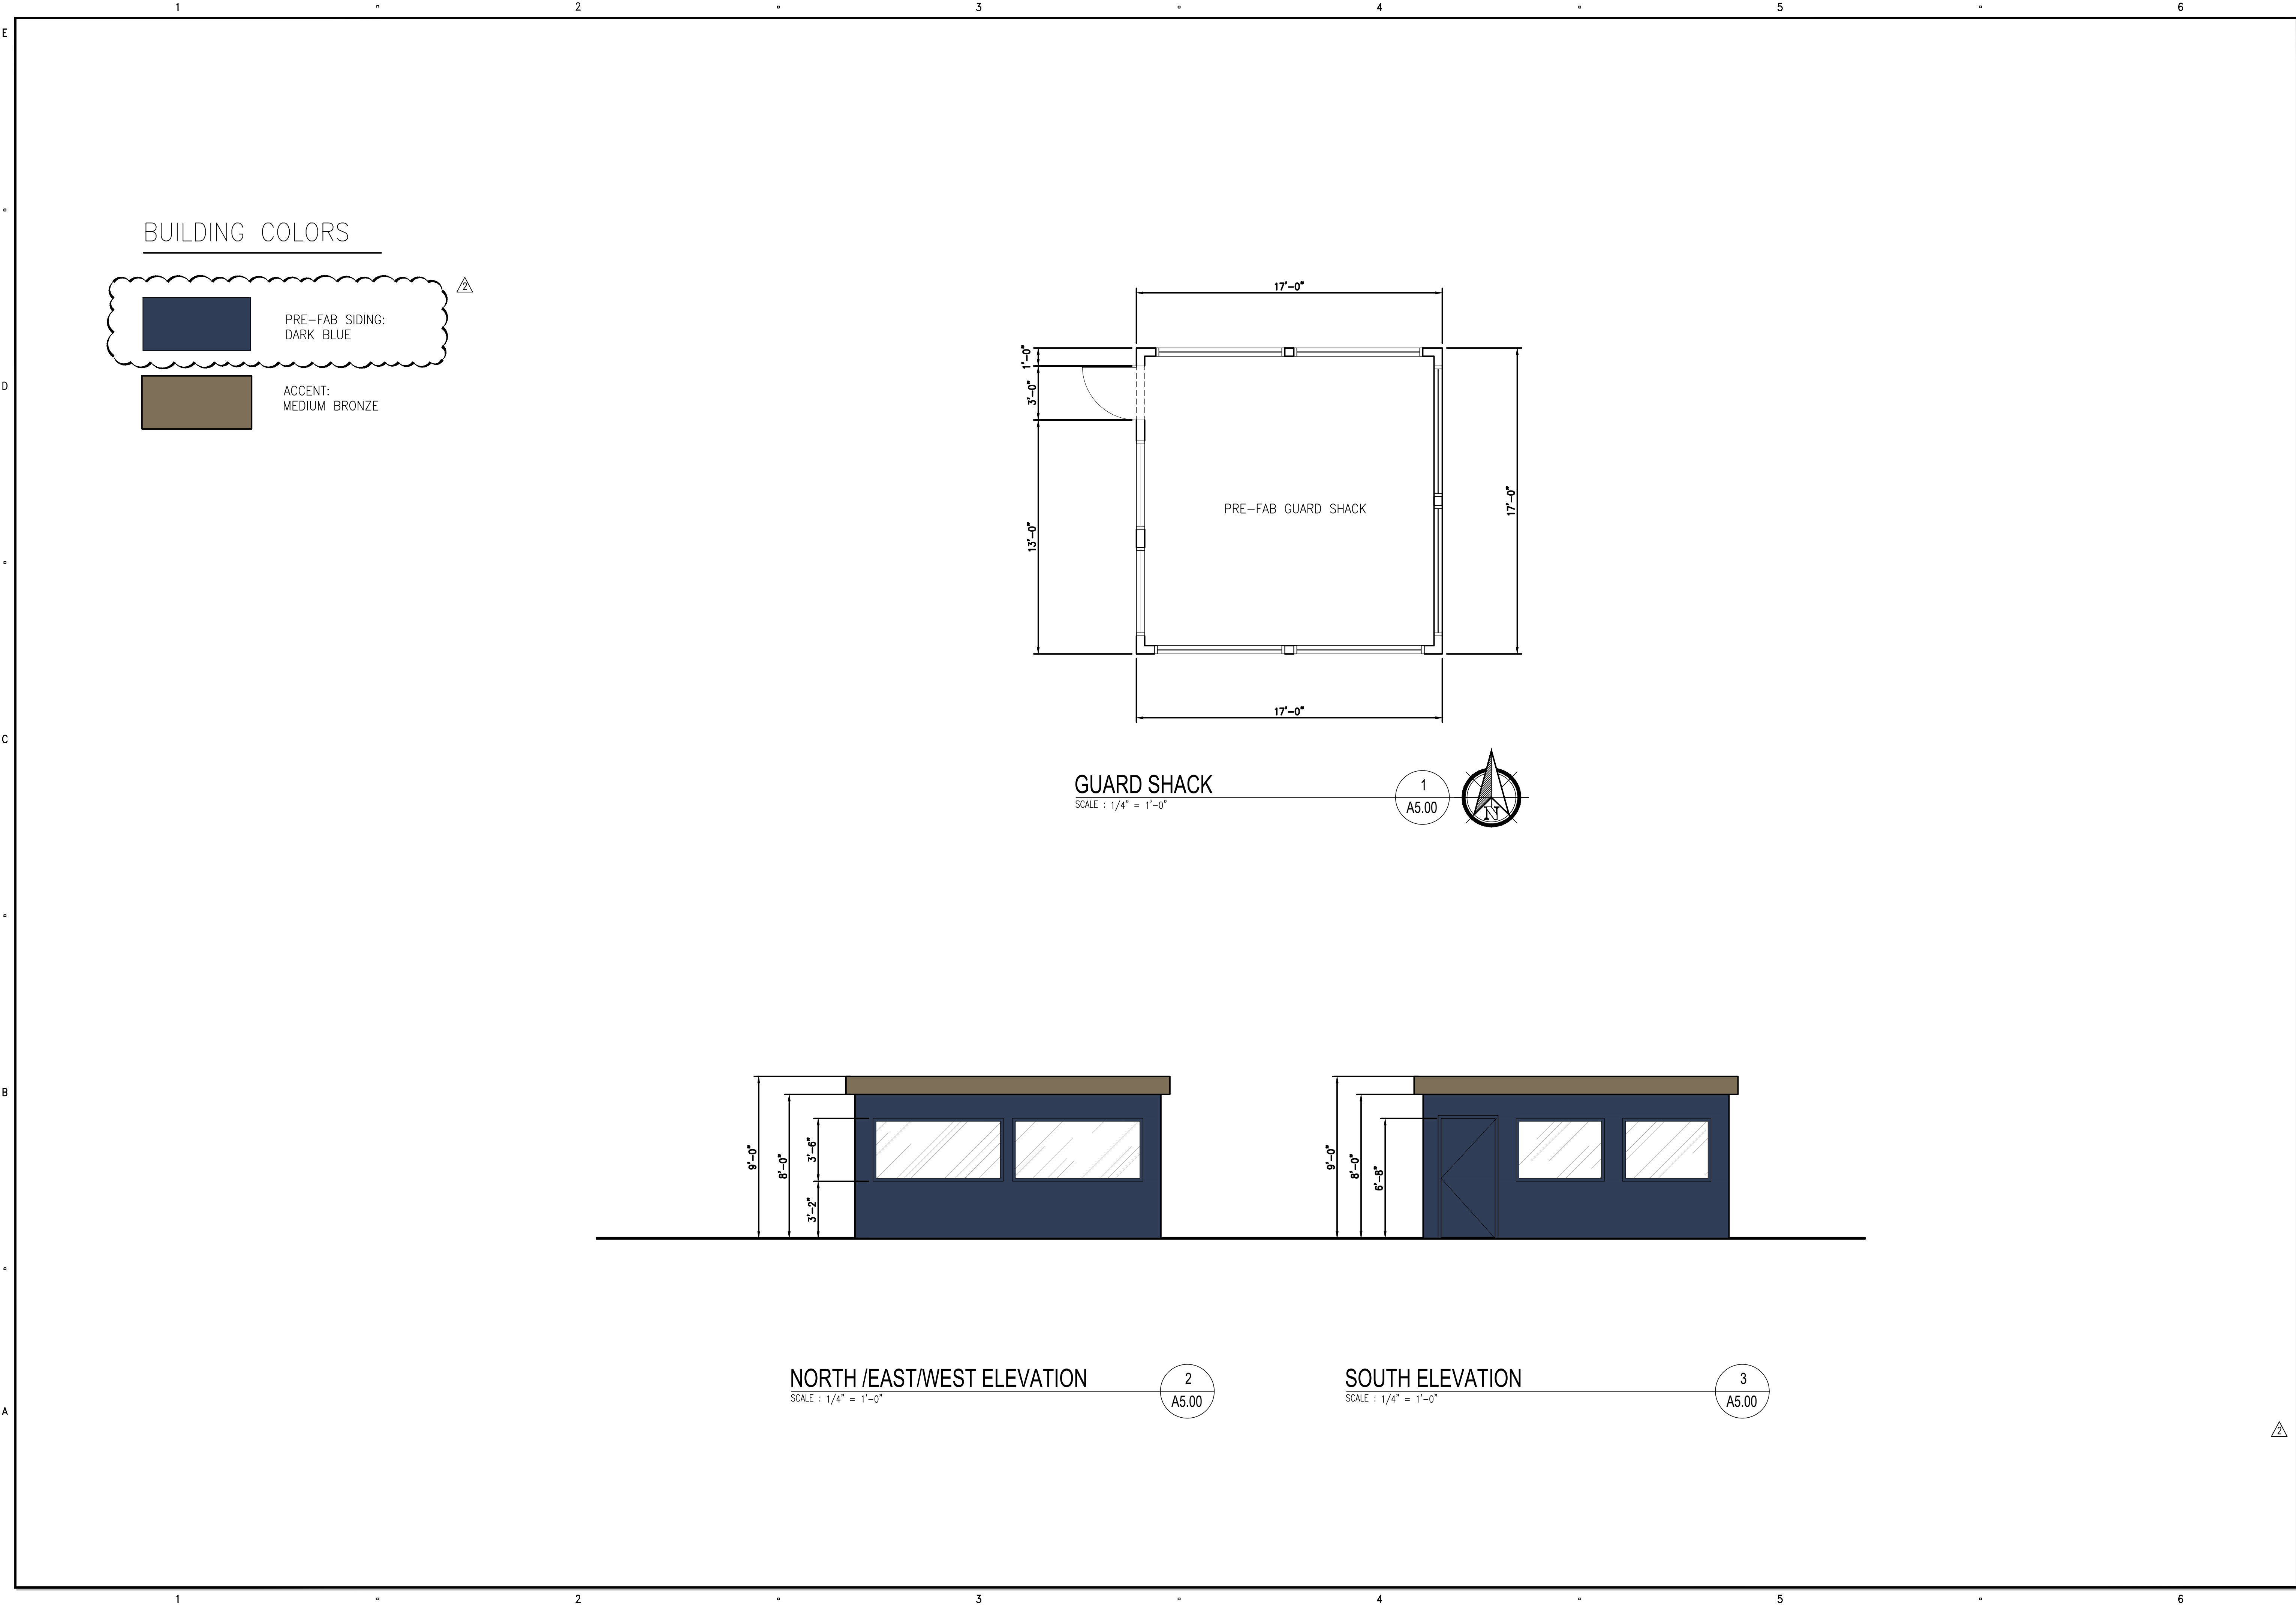 1 2 3 4 5 6
E
BUILDING COLORS
2
PRE-FAB SIDING:
DARK BLUE
ACCENT:
MEDIUM BRONZE
D
17'-0"
1'-0"
3'-0"
13'-0"
17'-0"
PRE-FAB GUARD SHACK
17'-0"
C
GUARD SHACK
SCALE : 1/4" = 1'-0"
1
A5.00
N
B
9'-0"
8'-0"
3'-6"
3'-2"
9'-0"
8'-0"
6'-8"
NORTH /EAST/WEST ELEVATION
SCALE : 1/4" = 1'-0"
2
A5.00
SOUTH ELEVATION
SCALE : 1/4" = 1'-0"
3
A5.00
A
2
1 2 3 4 5 6